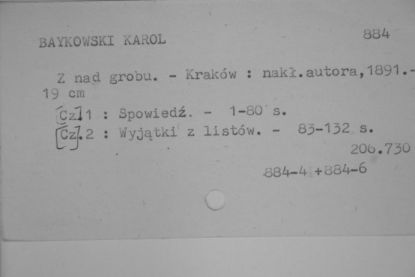 BAYKOWSKI KAROL 884
Z nad grobu. - Kraków : nakł.autora,1891.-
19 cm
[Cz].1 : Spowiedź. - 1-80 s.
[Cz].2 : Wyjątki z listów. - 83-132 s.
206.730
884-4 +884-6